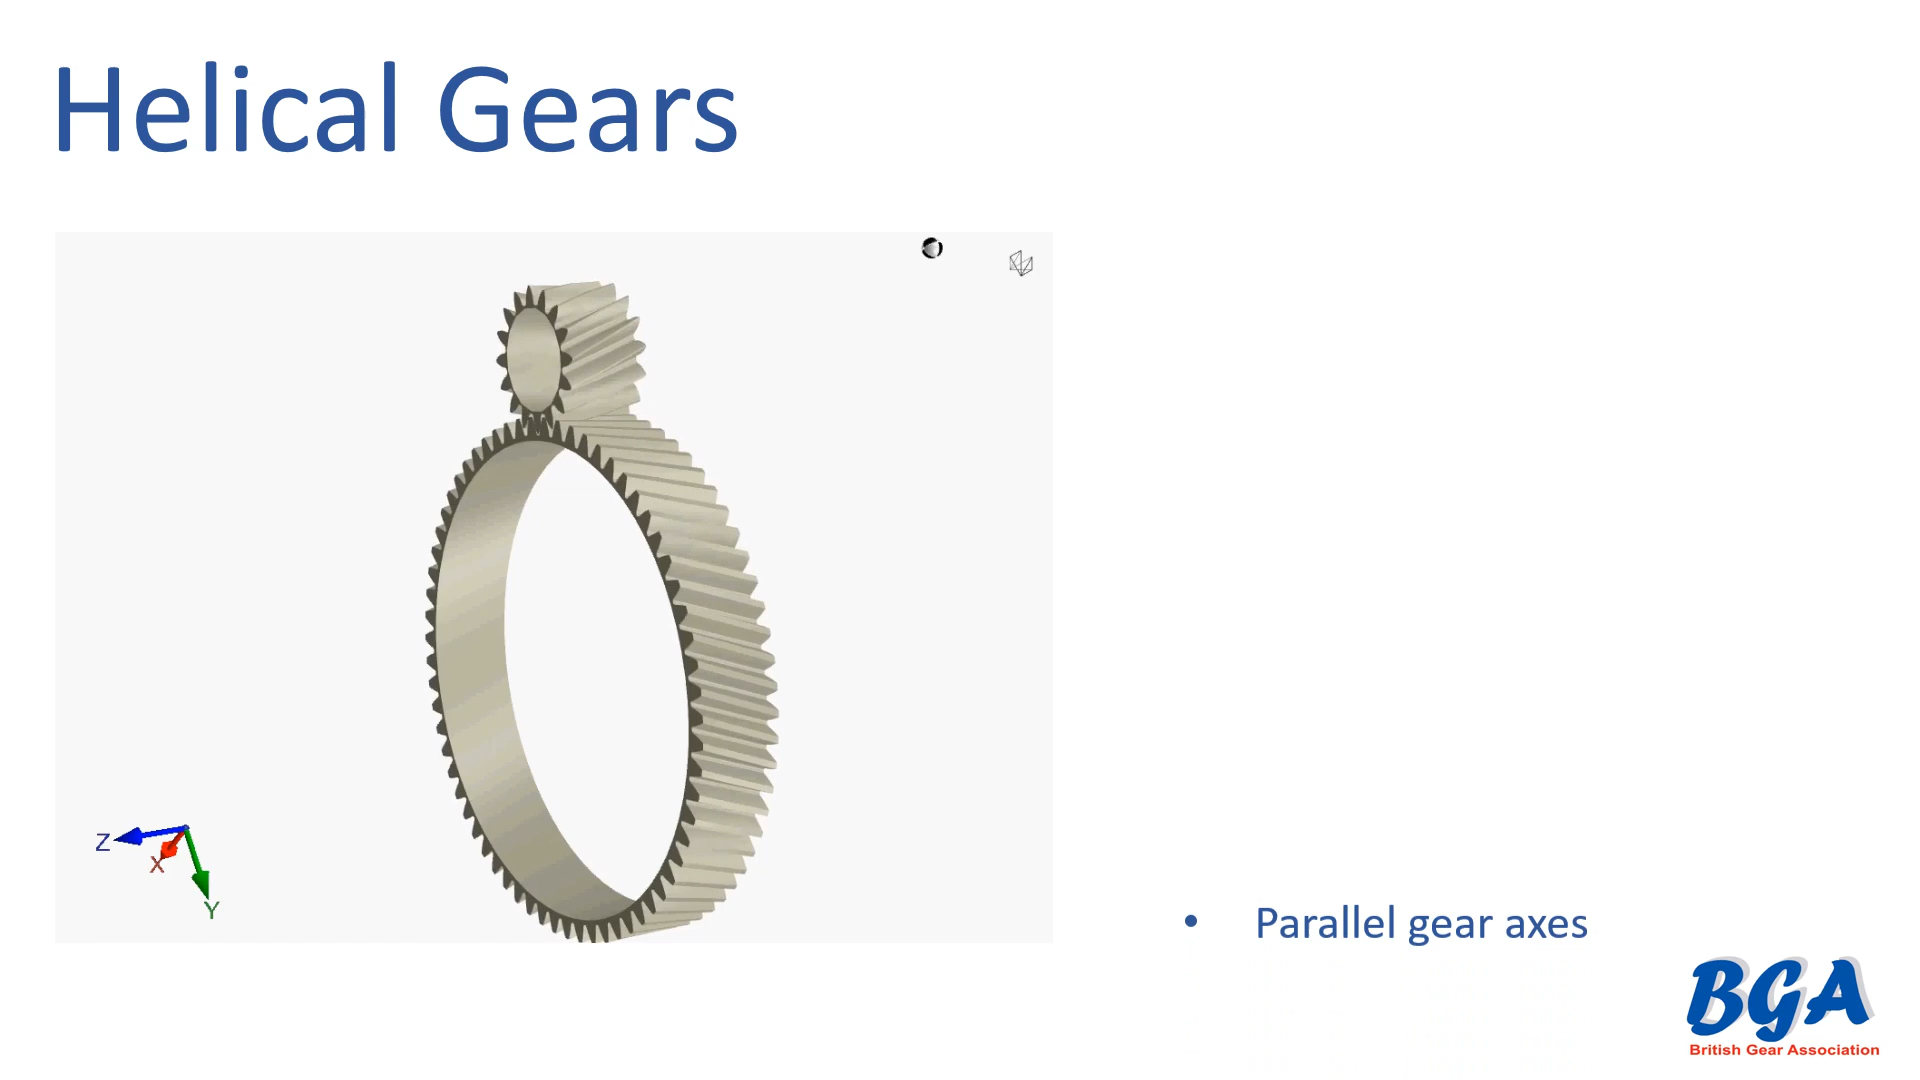 Helical Gears
Z
X
Y
• Parallel gear axes
BGA
British Gear Association